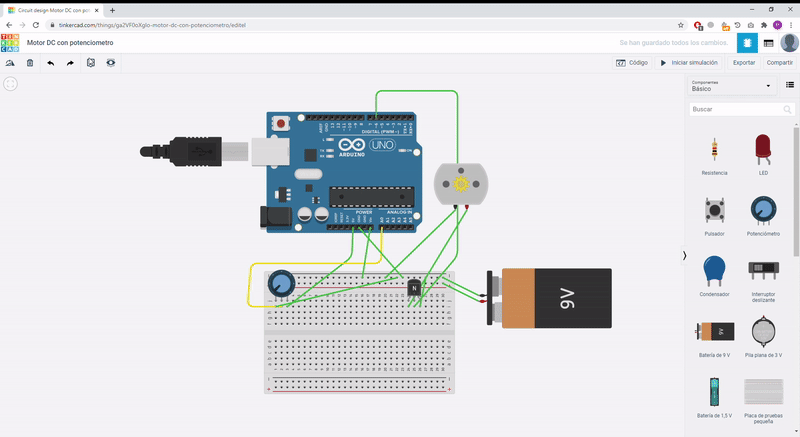 Circuit design Motor DC con pot
tinkercad.com/things/ga2VF0oXglo-motor-dc-con-potenciometro/editel
TIN
KER
CAD
Motor DC con potenciometro
Se han guardado todos los cambios.
Código
Iniciar simulación
Exportar
Compartir
Componentes
Básico
Buscar
Resistencia
LED
Pulsador
Potenciómetro
Condensador
Interruptor deslizante
Batería de 9 V
Pila plana de 3 V
Batería de 1,5 V
Placa de pruebas pequeña
DIGITAL (PWM~)
UNO
ARDUINO
POWER
ANALOG IN
N
9V